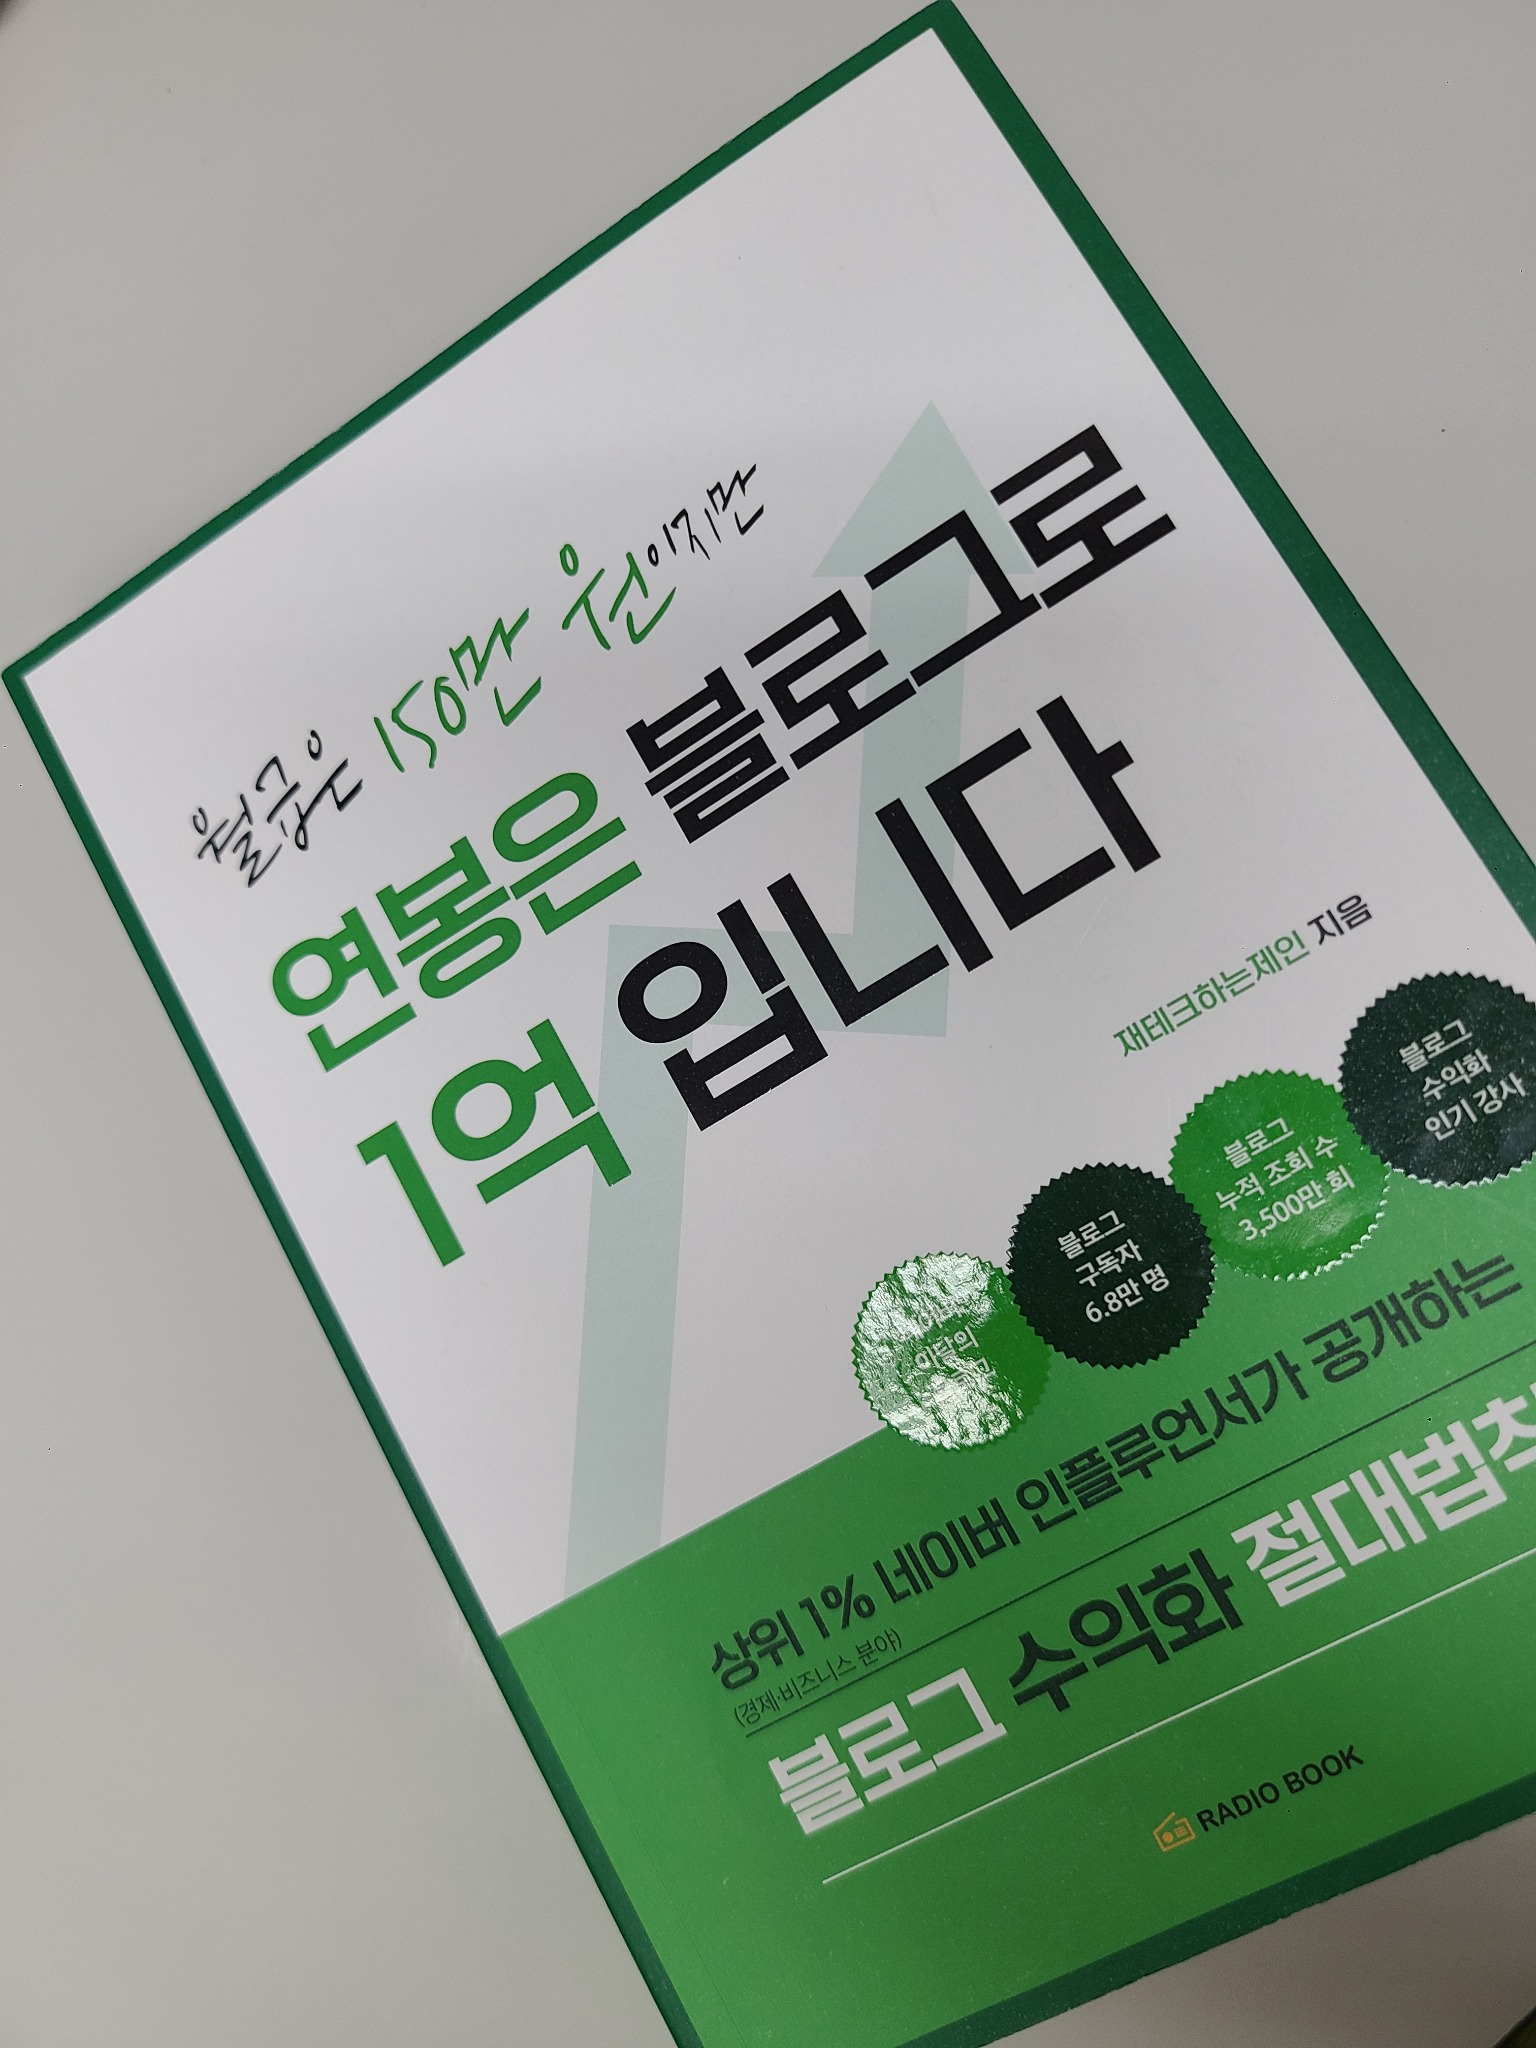 월급은 150만 원이지만
연봉은 블로그로
1억 입니다
재테크하는제인 지음
블로그
수익화
인기 강사
블로그
누적 조회 수
3,500만 회
블로그
구독자
6.8만 명
이달의
상위 1% 네이버 인플루언서가 공개하는
(경제·비즈니스 분야)
블로그 수익화 절대법칙
RADIO BOOK